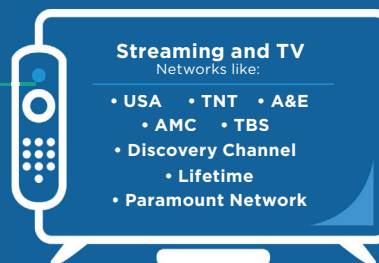 Streaming and TV
Networks like:
• USA • TNT • A&E
• AMC • TBS
• Discovery Channel
• Lifetime
• Paramount Network